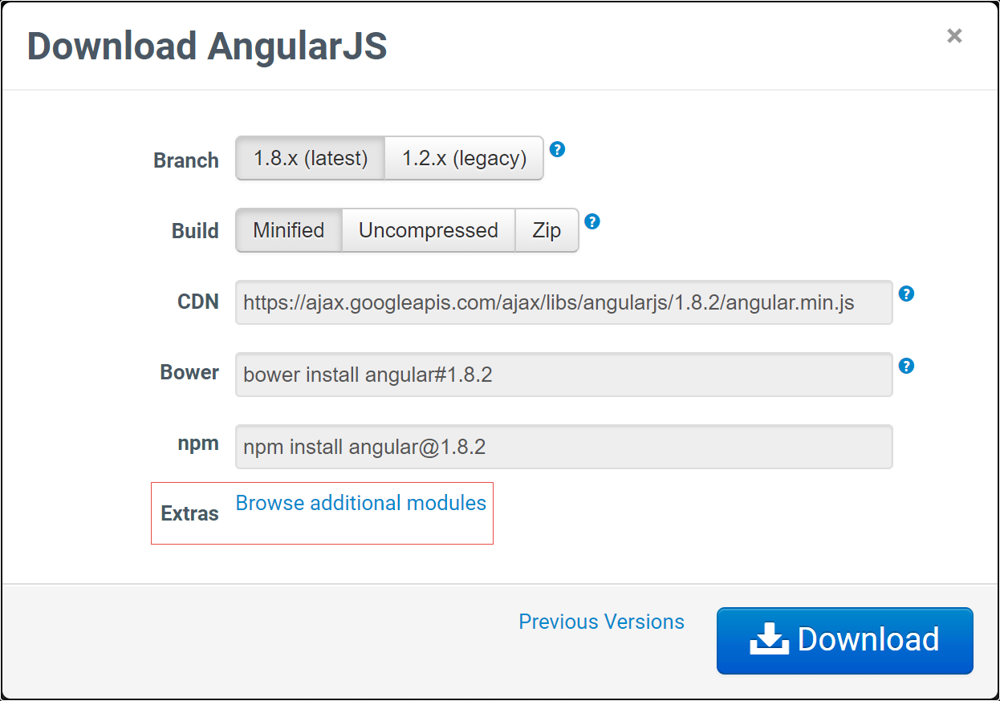 Download AngularJS ×
Branch 1.8.x (latest) 1.2.x (legacy) ?
Build Minified Uncompressed Zip ?
CDN https://ajax.googleapis.com/ajax/libs/angularjs/1.8.2/angular.min.js ?
Bower bower install angular#1.8.2 ?
npm npm install angular@1.8.2
Extras Browse additional modules
Previous Versions Download